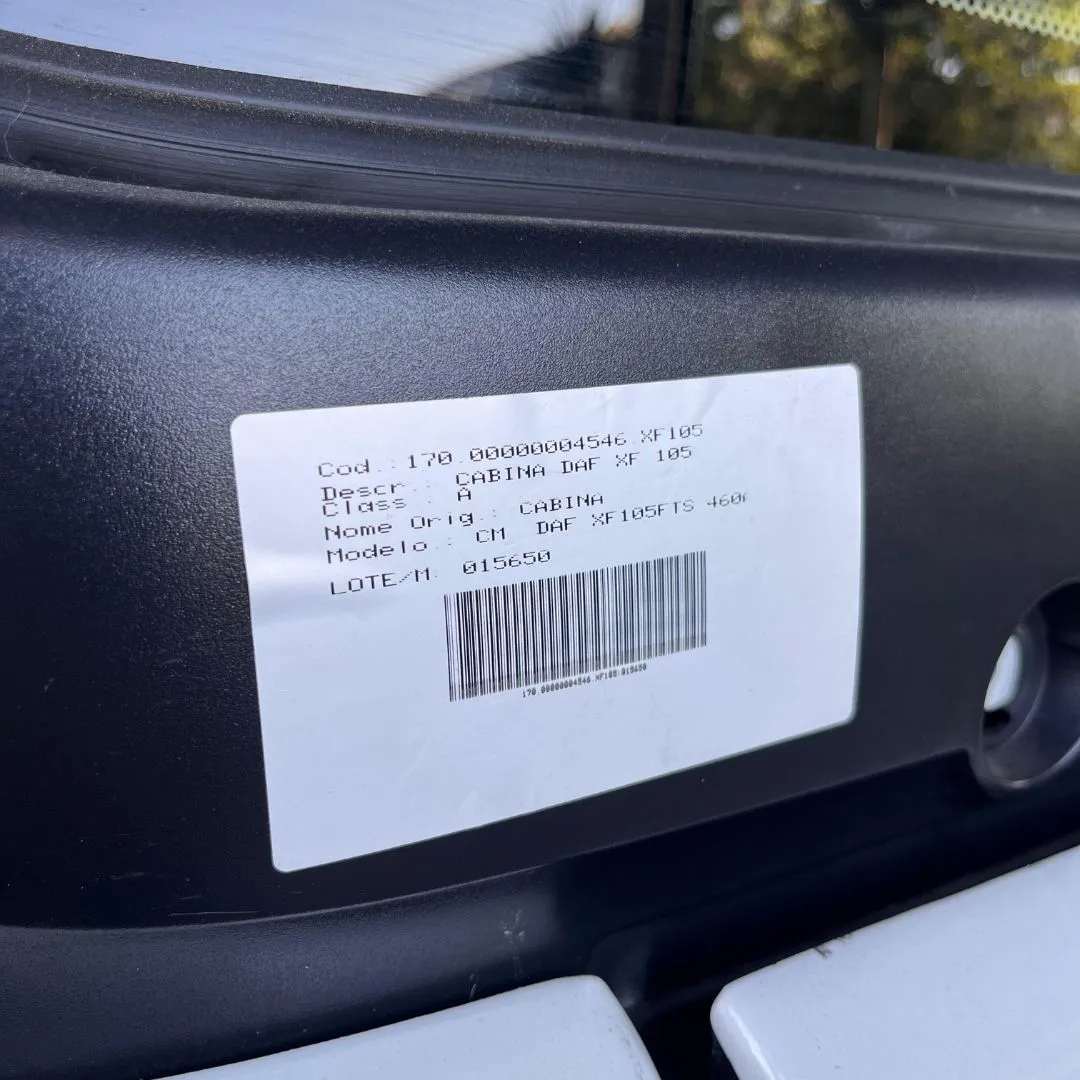 Cod.: 170.00000004546.XF105
Descr.: CABINA DAF XF 105
Class : A
Nome Orig.: CABINA
Modelo.: CM DAF XF105FTS
LOTE/M: 015650
170.00000004546.XF105:015650